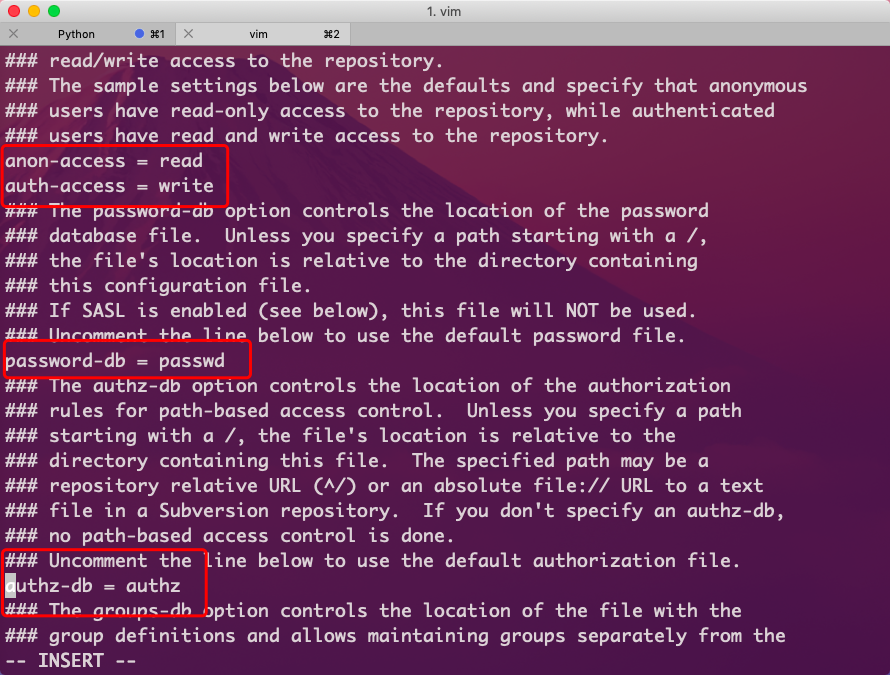 1. vim
Python ⌘1 vim ⌘2
### read/write access to the repository.
### The sample settings below are the defaults and specify that anonymous
### users have read-only access to the repository, while authenticated
### users have read and write access to the repository.
anon-access = read
auth-access = write
### The password-db option controls the location of the password
### database file.  Unless you specify a path starting with a /,
### the file's location is relative to the directory containing
### this configuration file.
### If SASL is enabled (see below), this file will NOT be used.
### Uncomment the line below to use the default password file.
password-db = passwd
### The authz-db option controls the location of the authorization
### rules for path-based access control.  Unless you specify a path
### starting with a /, the file's location is relative to the
### directory containing this file.  The specified path may be a
### repository relative URL (^/) or an absolute file:// URL to a text
### file in a Subversion repository.  If you don't specify an authz-db,
### no path-based access control is done.
### Uncomment the line below to use the default authorization file.
authz-db = authz
### The groups-db option controls the location of the file with the
### group definitions and allows maintaining groups separately from the
-- INSERT --